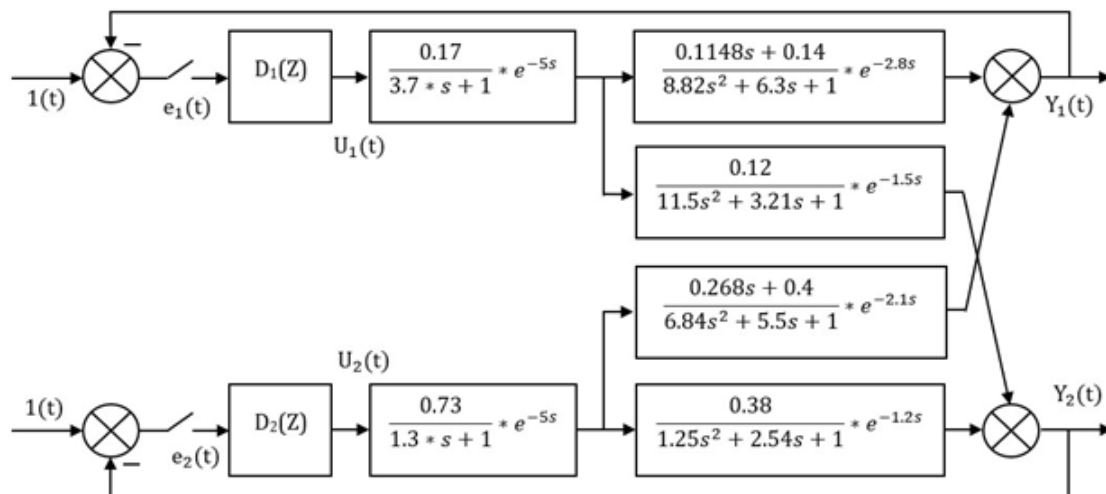 1(t)
e₁(t)
D₁(Z)
U₁(t)
0.17
3.7 * s + 1
* e^{-5s}
0.1148s + 0.14
8.82s² + 6.3s + 1
* e^{-2.8s}
Y₁(t)
0.12
11.5s² + 3.21s + 1
* e^{-1.5s}
0.268s + 0.4
6.84s² + 5.5s + 1
* e^{-2.1s}
1(t)
e₂(t)
D₂(Z)
U₂(t)
0.73
1.3 * s + 1
* e^{-5s}
0.38
1.25s² + 2.54s + 1
* e^{-1.2s}
Y₂(t)